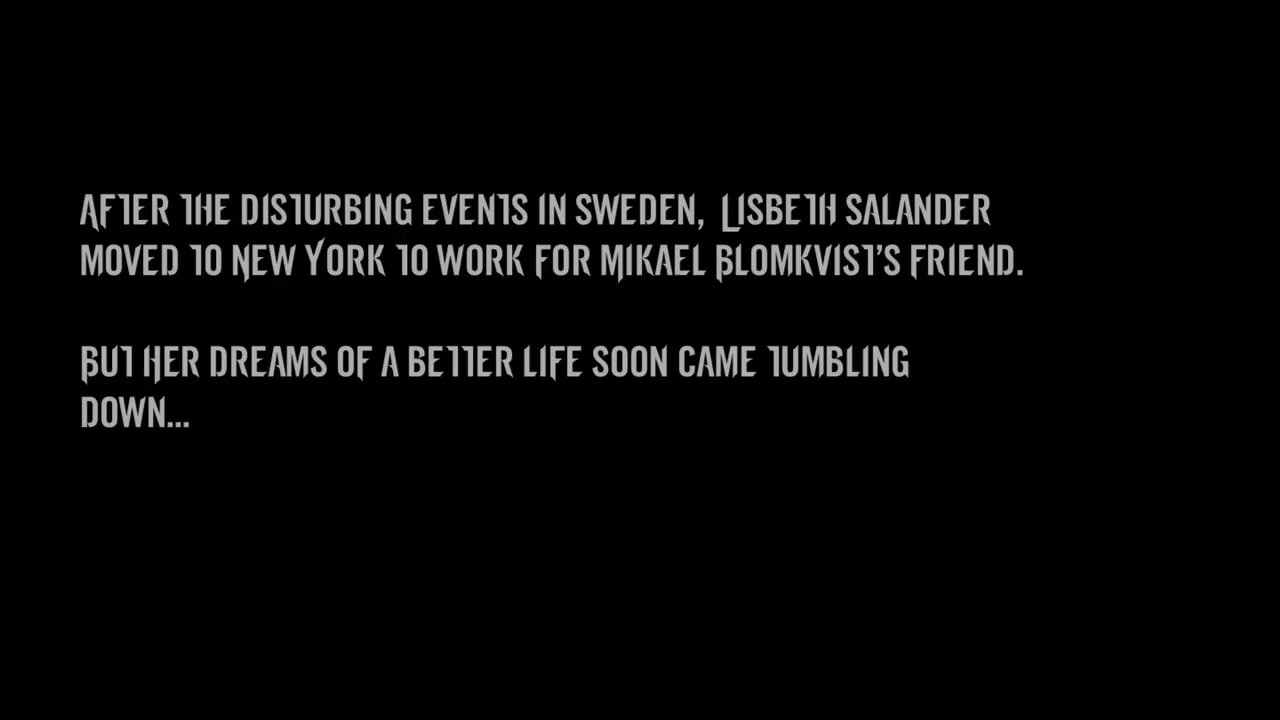 After the disturbing events in Sweden, Lisbeth Salander
moved to New York to work for Mikael Blomkvist's friend.
But her dreams of a better life soon came tumbling
down...